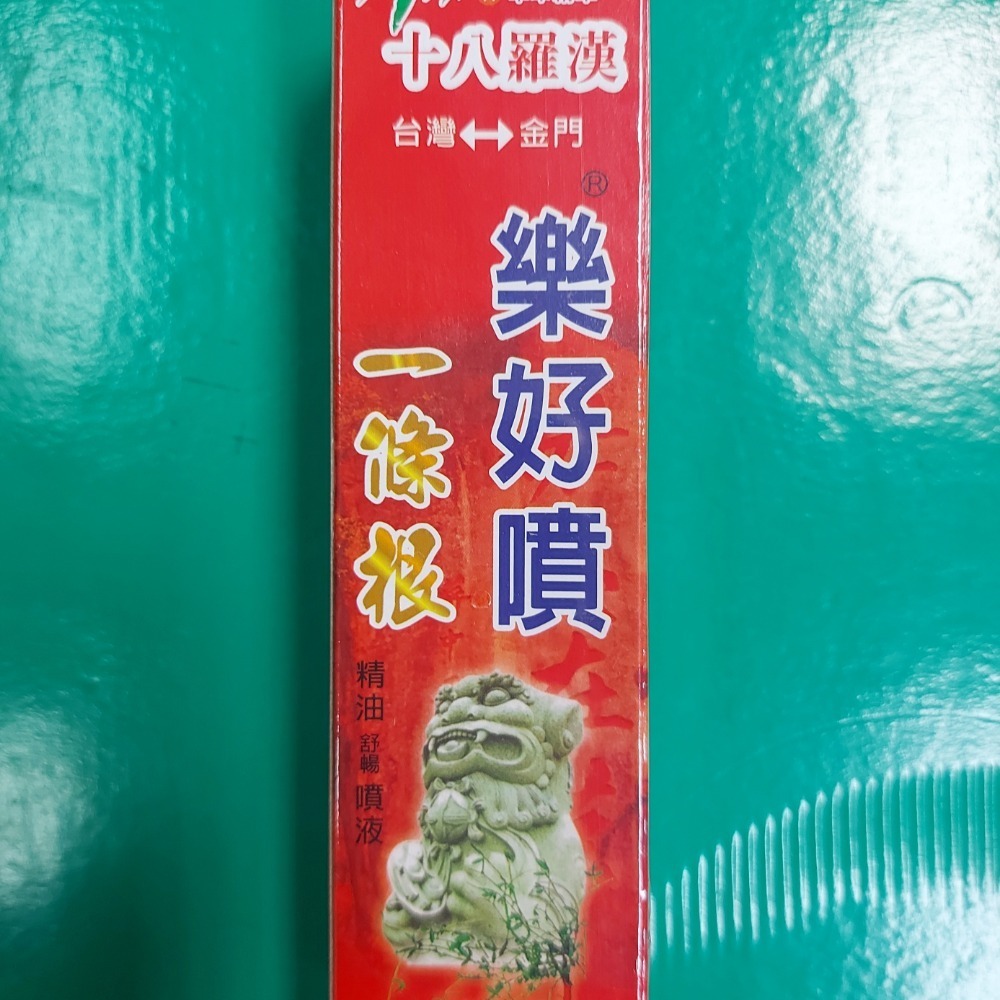 十八羅漢
台灣↔金門
®
樂好噴
一條根
精油舒暢噴液